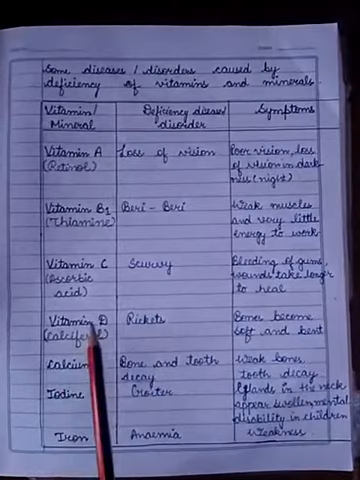 Some diseases / disorders caused by
deficiency of vitamins and minerals.
Vitamin/ Mineral
Deficiency disease/ disorder
Symptoms
Vitamin A (Retinol)
Loss of vision
Poor vision, loss
of vision in dark-
ness (night)
Vitamin B1 (Thiamine)
Beri - Beri
Weak muscles
and very little
energy to work
Vitamin C
(Ascorbic
acid)
Scurvy
Bleeding of gums,
wounds take longer
to heal
Vitamin D
Rickets
Bones become
soft and bent
Calcium
Bone and tooth
decay
Weak bones,
tooth decay
Iodine
Goiter
Glands in the neck
appear swollen, mental
disability in children
Iron
Anaemia
Weakness